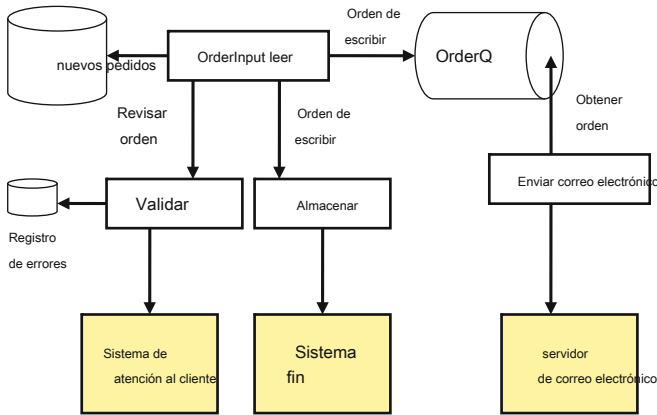 Orden de
escribir
nuevos pedidos
OrderInput leer
OrderQ
Revisar
orden
Orden de
escribir
Obtener
orden
Validar
Almacenar
Enviar correo electrónico
Registro
de errores
Sistema de
atención al cliente
Sistema
fin
servidor
de correo electrónico